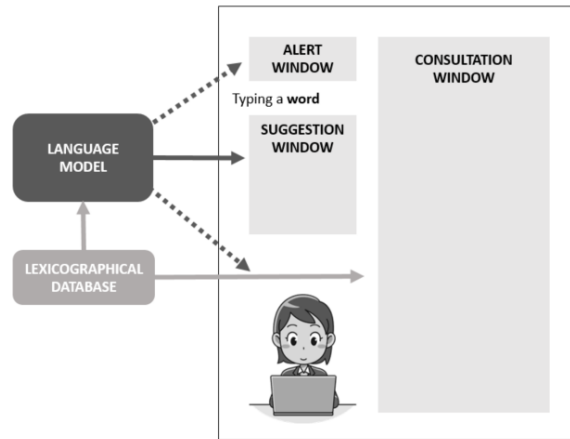 ALERT
WINDOW
CONSULTATION
WINDOW
Typing a word
SUGGESTION
WINDOW
LANGUAGE
MODEL
LEXICOGRAPHICAL
DATABASE